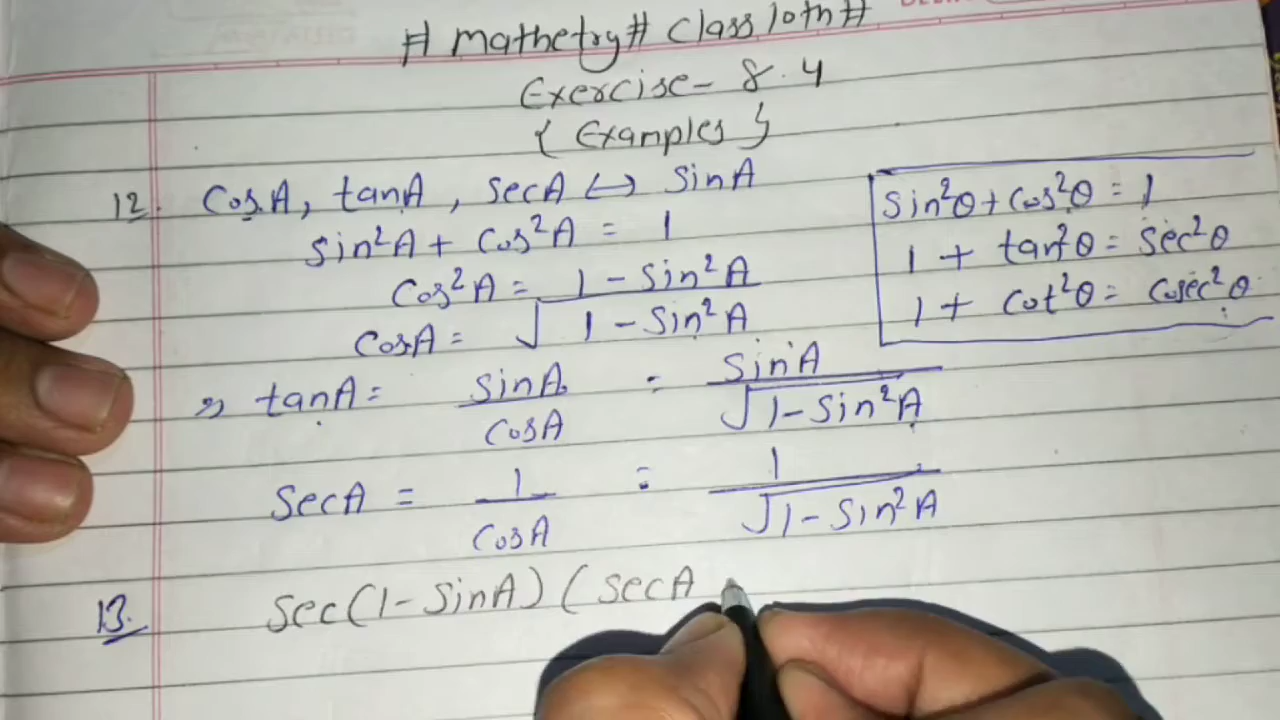 # Mathetry # Class 10th #
Exercise- 8.4
{ Examples }
12. CosA, tanA, secA ↔ sinA
sin²A + cos²A = 1
cos²A = 1 - sin²A
cosA = √1 - sin²A
⇒ tanA = sinA/cosA = sinA/√1 - sin²A
SecA = 1/cosA = 1/√1 - sin²A
13. Sec(1 - sinA) (secA
sin²θ + cos²θ = 1
1 + tan²θ = sec²θ
1 + cot²θ = cosec²θ